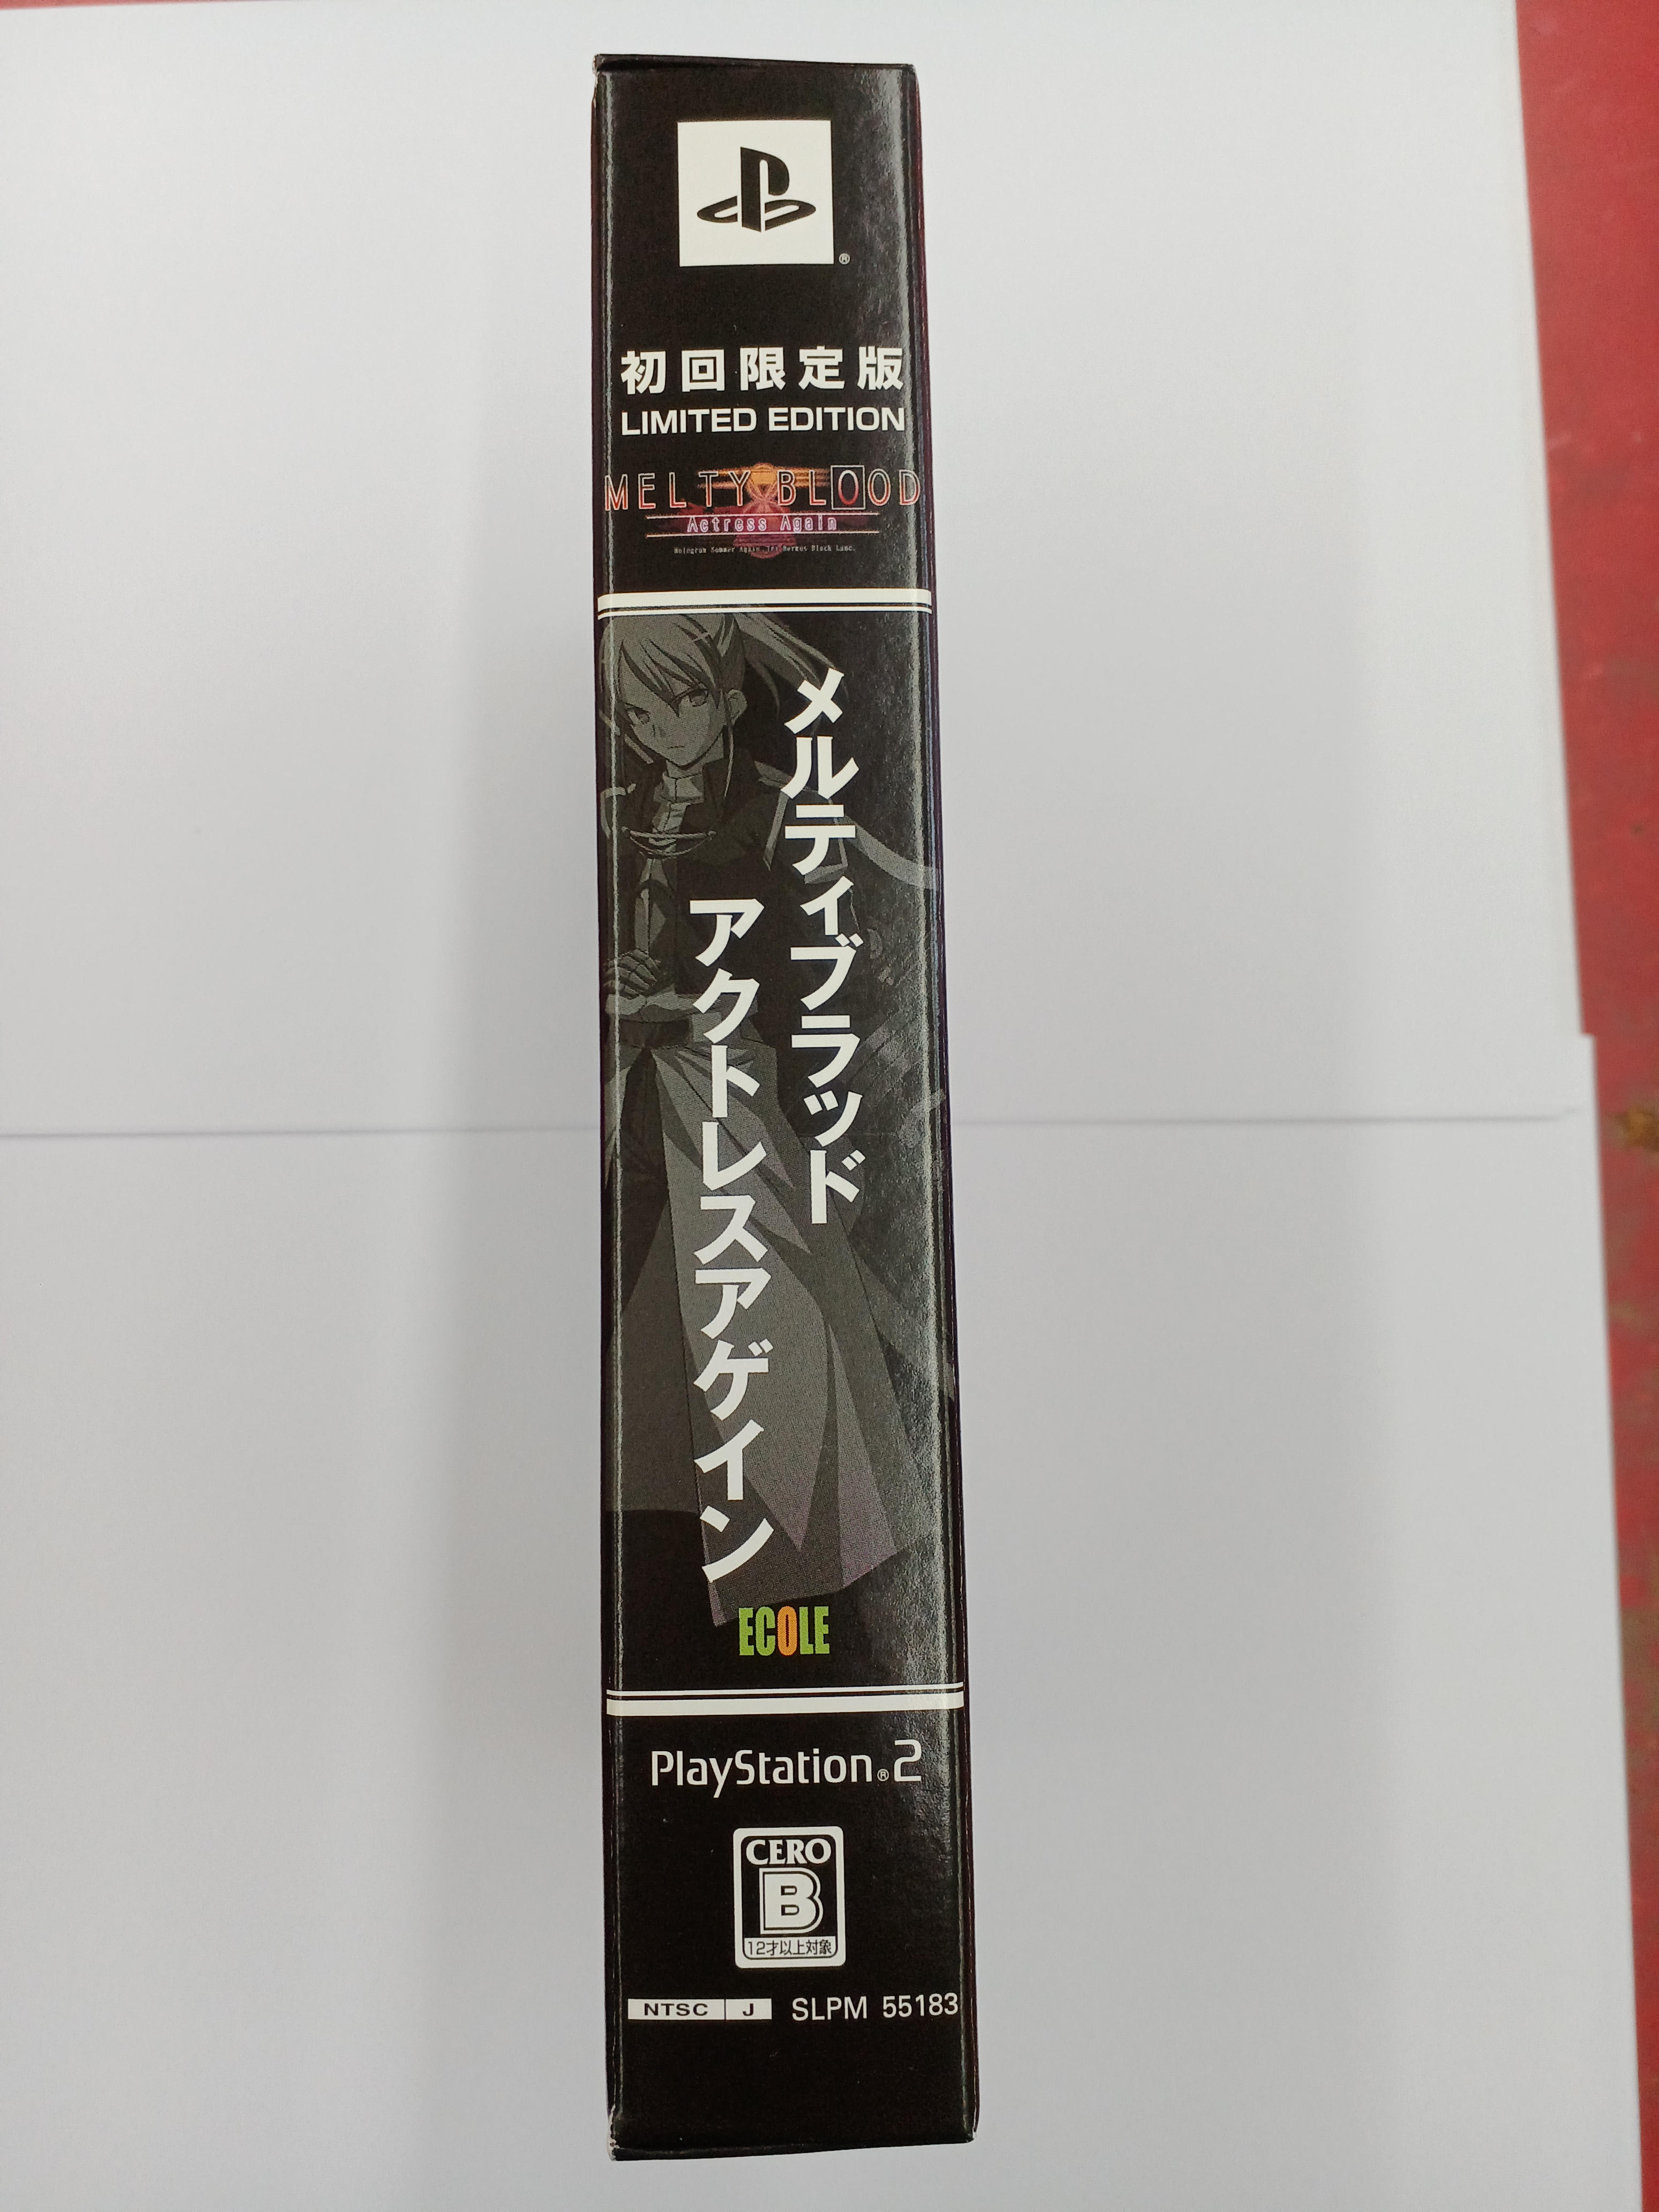 初回限定版
LIMITED EDITION
MELTY BLOOD
Actress Again
メルティブラッド
アクトレスアゲイン
ECOLE
PlayStation®2
CERO
B
12才以上対象
NTSC J SLPM 55183